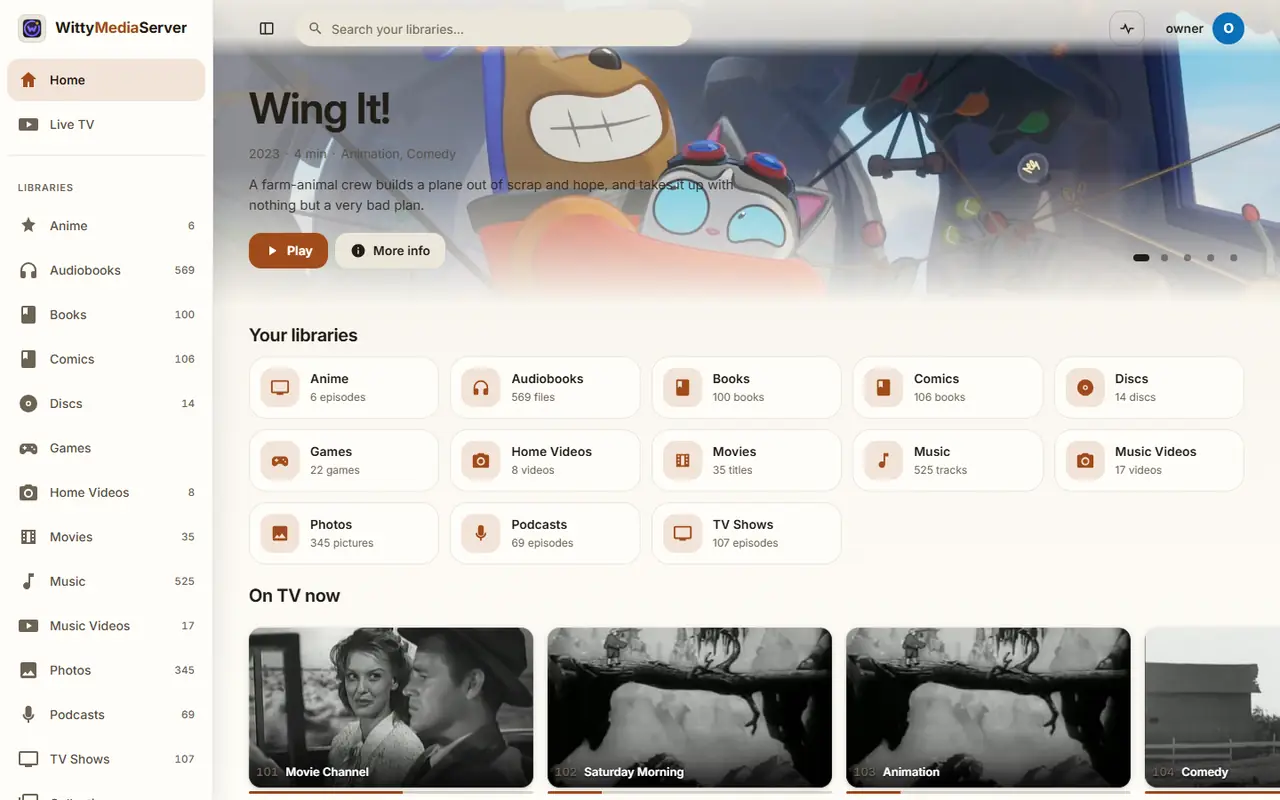 WittyMediaServer
Search your libraries...
owner
O
Home
Live TV
LIBRARIES
Anime 6
Audiobooks 569
Books 100
Comics 106
Discs 14
Games
Home Videos 8
Movies 35
Music 525
Music Videos 17
Photos 345
Podcasts 69
TV Shows 107
Wing It!
2023 · 4 min · Animation, Comedy
A farm-animal crew builds a plane out of scrap and hope, and takes it up with
nothing but a very bad plan.
Play
More info
Your libraries
Anime
6 episodes
Audiobooks
569 files
Books
100 books
Comics
106 books
Discs
14 discs
Games
22 games
Home Videos
8 videos
Movies
35 titles
Music
525 tracks
Music Videos
17 videos
Photos
345 pictures
Podcasts
69 episodes
TV Shows
107 episodes
On TV now
101 Movie Channel
102 Saturday Morning
103 Animation
104 Comedy